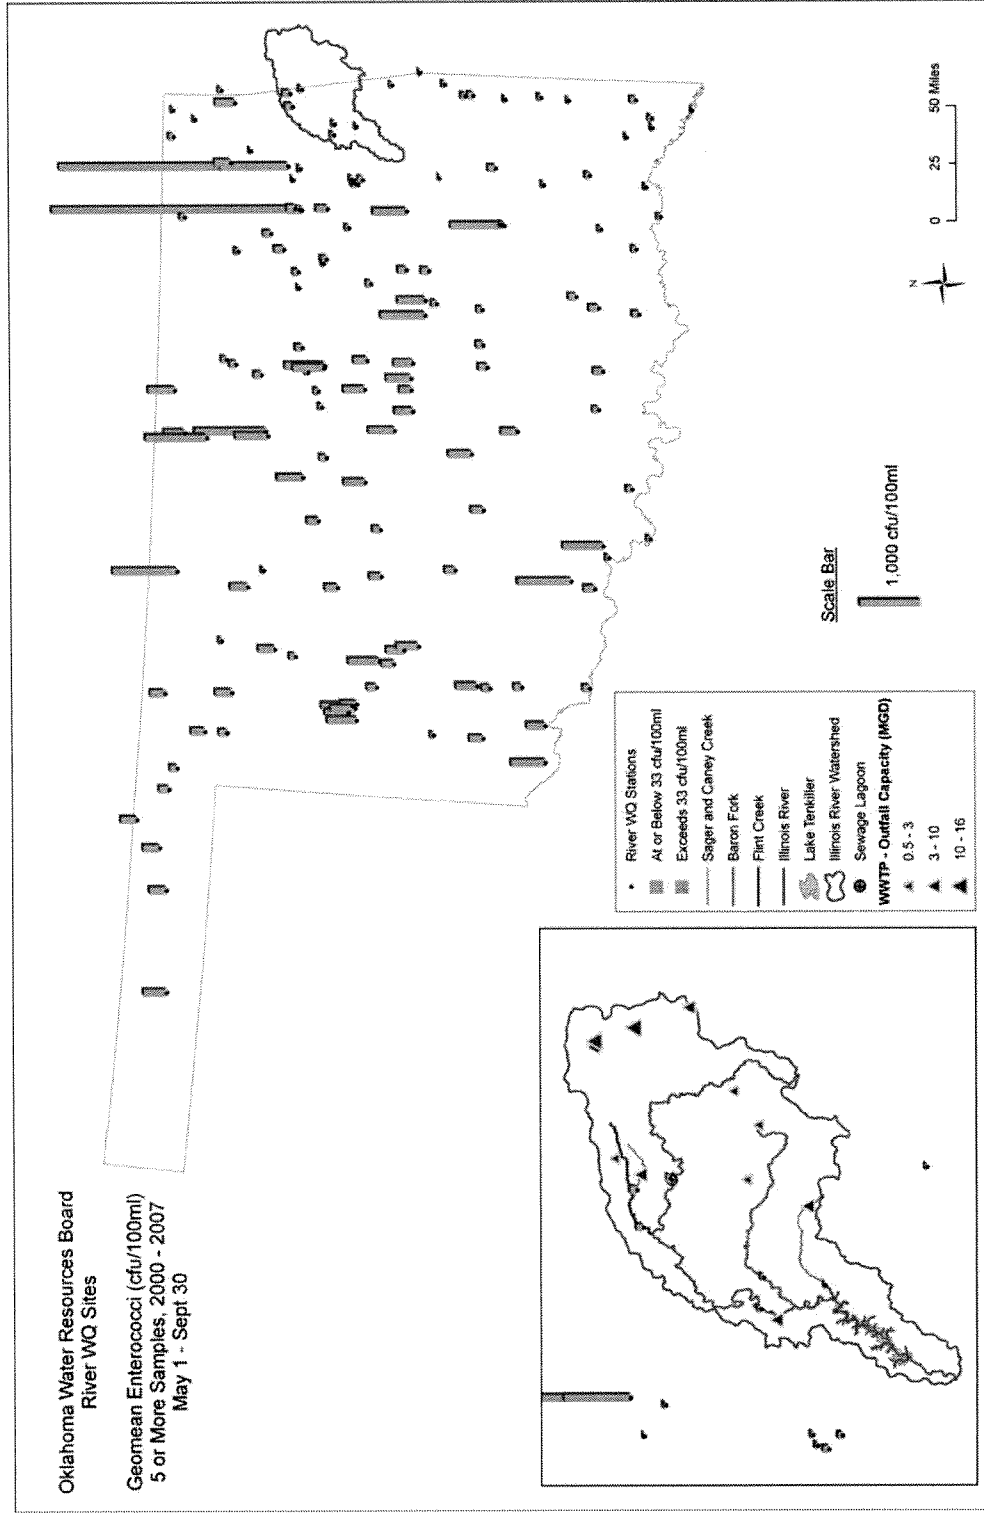 Oklahoma Water Resources Board
River WQ Sites
Geomean Enterococci (cfu/100ml)
5 or More Samples, 2000 - 2007
May 1 - Sept 30
River WQ Stations
At or Below 33 cfu/100ml
Exceeds 33 cfu/100ml
Sager and Caney Creek
Baron Fork
Flint Creek
Illinois River
Lake Tenkiller
Illinois River Watershed
Sewage Lagoon
WWTP - Outfall Capacity (MGD)
0.5 - 3
3 - 10
10 - 16
Scale Bar
1,000 cfu/100ml
N
0 25 50 Miles